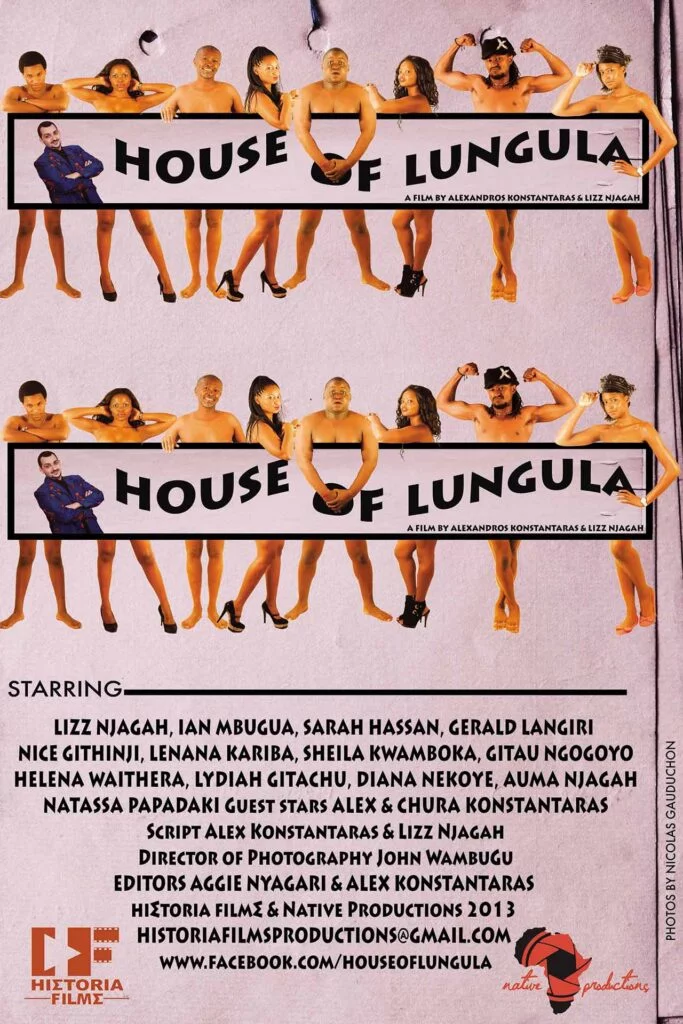 HOUSE OF LUNGULA
A FILM BY ALEXANDROS KONSTANTARAS & LIZZ NJAGAH
HOUSE OF LUNGULA
A FILM BY ALEXANDROS KONSTANTARAS & LIZZ NJAGAH
STARRING
LIZZ NJAGAH, IAN MBUGUA, SARAH HASSAN, GERALD LANGIRI
NICE GITHINJI, LENANA KARIBA, SHEILA KWAMBOKA, GITAU NGOGOYO
HELENA WAITHERA, LYDIAH GITACHU, DIANA NEKOYE, AUMA NJAGAH
NATASSA PAPADAKI GUEST STARS ALEX & CHURA KONSTANTARAS
SCRIPT ALEX KONSTANTARAS & LIZZ NJAGAH
DIRECTOR OF PHOTOGRAPHY JOHN WAMBUGU
EDITORS AGGIE NYAGARI & ALEX KONSTANTARAS
HIΣTORIA FILMΣ & NATIVE PRODUCTIONS 2013
HISTORIAFILMSPRODUCTIONS@GMAIL.COM
WWW.FACEBOOK.COM/HOUSEOFLUNGULA
HIΣTORIA
FILMΣ
native productions
PHOTOS BY NICOLAS GAUDUCHON